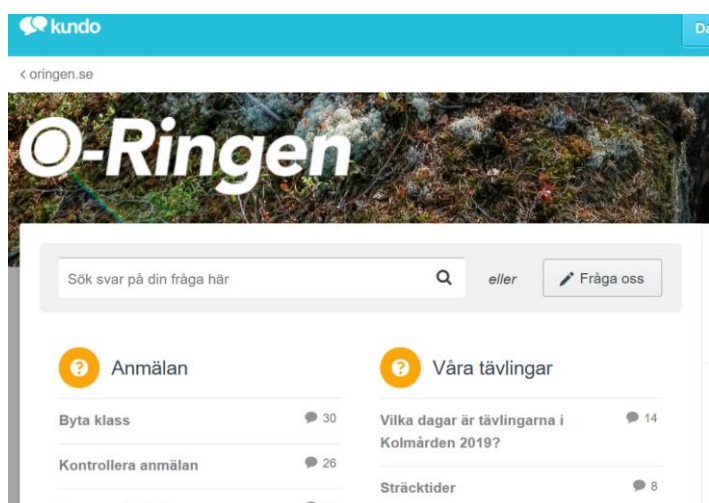 kundo
Da
< oringen.se
O-Ringen
Sök svar på din fråga här
eller
Fråga oss
Anmälan
Byta klass 30
Kontrollera anmälan 26
Våra tävlingar
Vilka dagar är tävlingarna i 14
Kolmården 2019?
Sträcktider 8